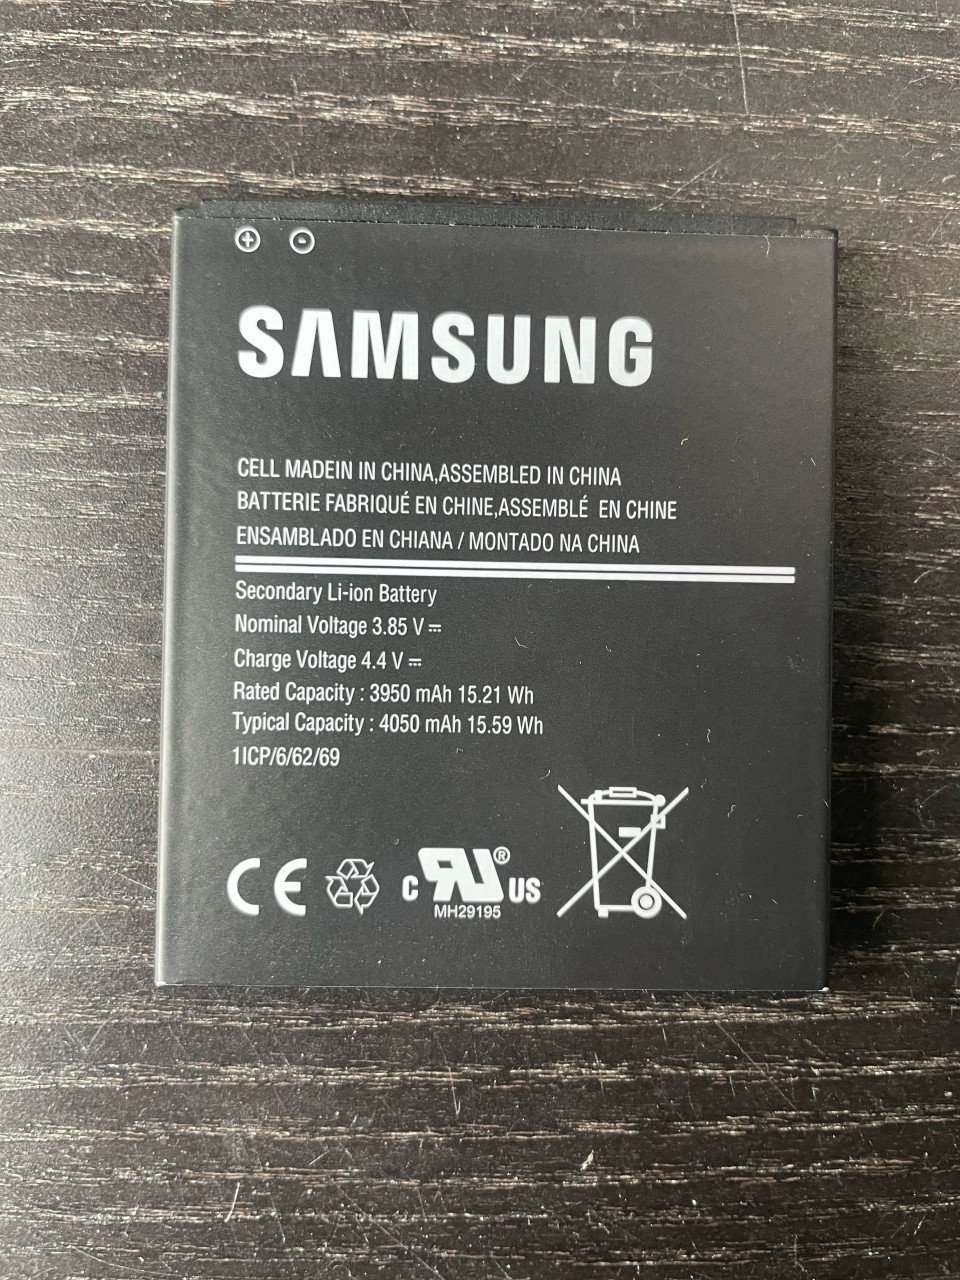 + -
SAMSUNG
CELL MADEIN IN CHINA,ASSEMBLED IN CHINA
BATTERIE FABRIQUÉ EN CHINE,ASSEMBLÉ EN CHINE
ENSAMBLADO EN CHIANA / MONTADO NA CHINA
Secondary Li-ion Battery
Nominal Voltage 3.85 V⎓
Charge Voltage 4.4 V⎓
Rated Capacity : 3950 mAh 15.21 Wh
Typical Capacity : 4050 mAh 15.59 Wh
1ICP/6/62/69
CE C UL® US
MH29195